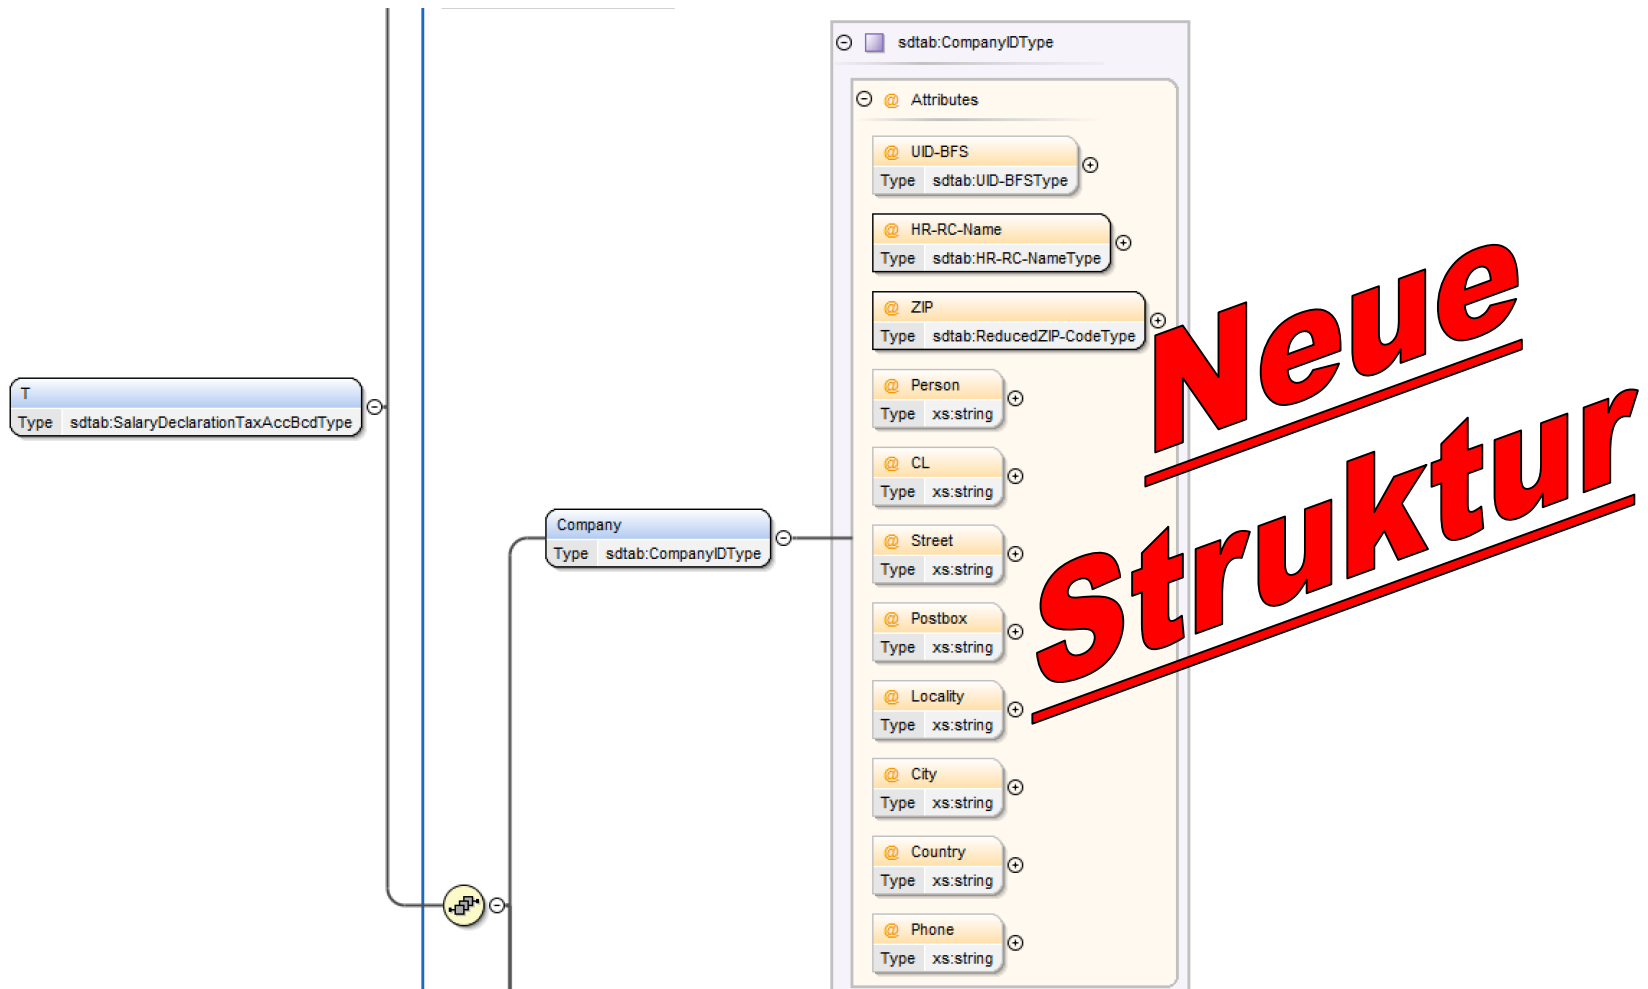 sdtab:CompanyIDType
@ Attributes
@ UID-BFS
Type sdtab:UID-BFSType
@ HR-RC-Name
Type sdtab:HR-RC-NameType
@ ZIP
Type sdtab:ReducedZIP-CodeType
@ Person
Type xs:string
@ CL
Type xs:string
@ Street
Type xs:string
@ Postbox
Type xs:string
@ Locality
Type xs:string
@ City
Type xs:string
@ Country
Type xs:string
@ Phone
Type xs:string
T
Type sdtab:SalaryDeclarationTaxAccBcdType
Company
Type sdtab:CompanyIDType
Neue
Struktur